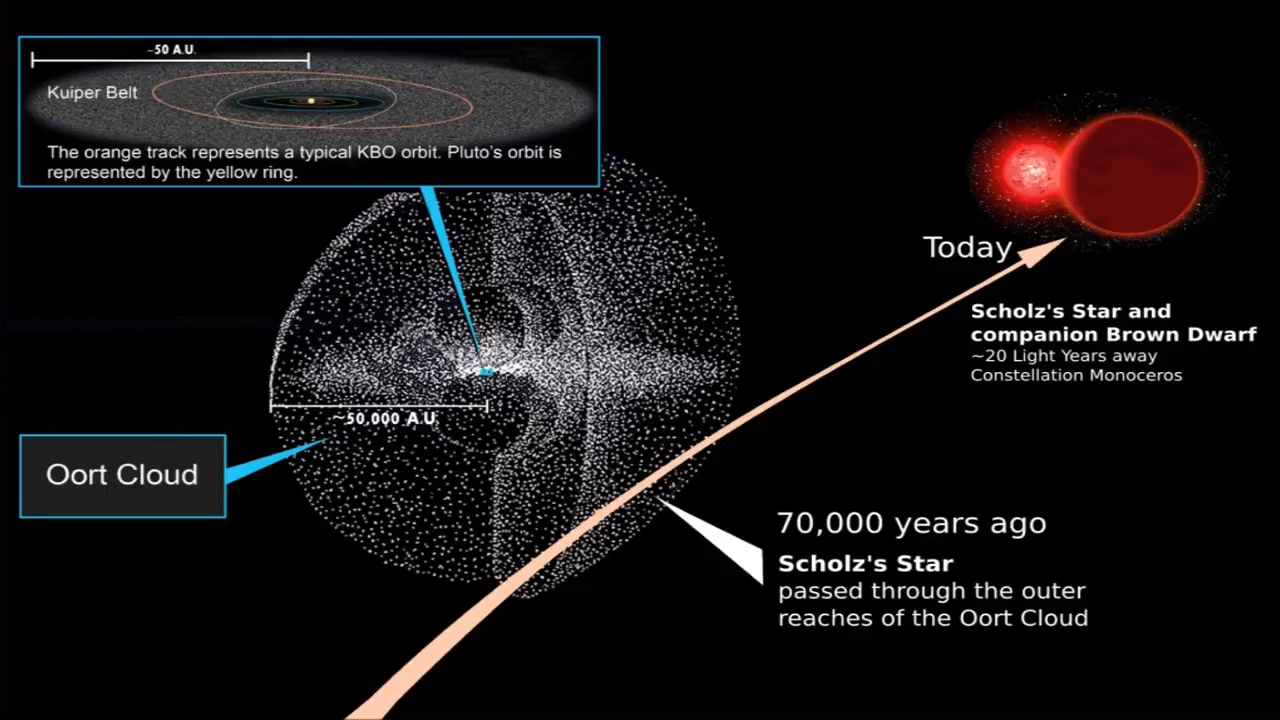 ~50 A.U.
Kuiper Belt
The orange track represents a typical KBO orbit. Pluto's orbit is
represented by the yellow ring.
Today
Scholz's Star and
companion Brown Dwarf
~20 Light Years away
Constellation Monoceros
~50,000 A.U.
Oort Cloud
70,000 years ago
Scholz's Star
passed through the outer
reaches of the Oort Cloud